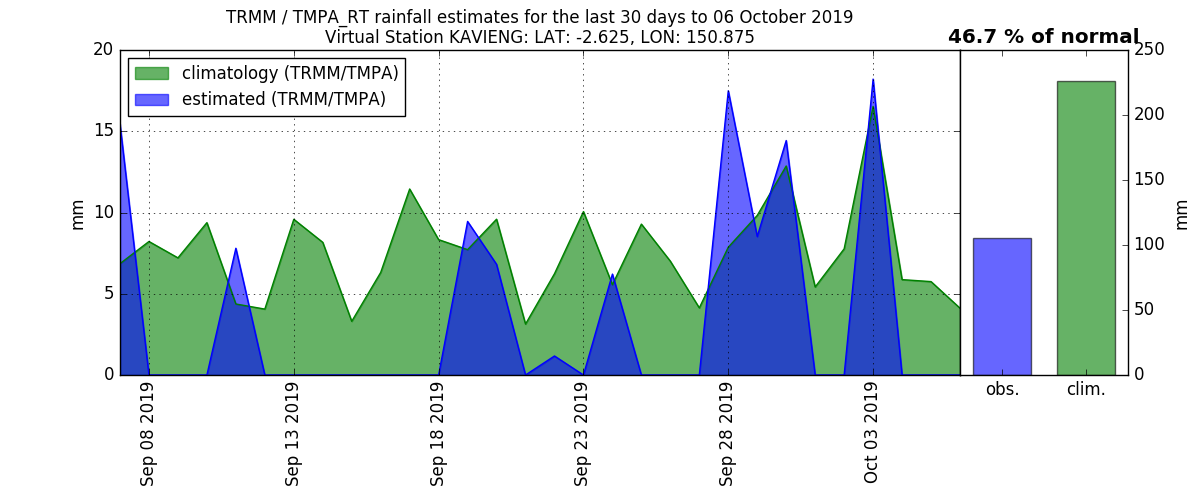 TRMM / TMPA_RT rainfall estimates for the last 30 days to 06 October 2019
Virtual Station KAVIENG: LAT: -2.625, LON: 150.875
46.7 % of normal
climatology (TRMM/TMPA)
estimated (TRMM/TMPA)
mm
20
15
10
5
0
Sep 08 2019
Sep 13 2019
Sep 18 2019
Sep 23 2019
Sep 28 2019
Oct 03 2019
obs.
clim.
250
200
150
100
50
0
mm